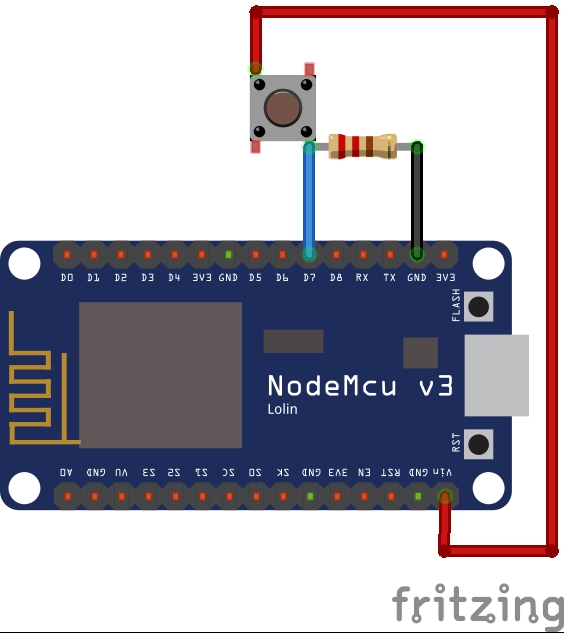 D0 D1 D2 D3 D4 3V3 GND D5 D6 D7 D8 RX TX GND 3V3
FLASH
NodeMcu v3
Lolin
RST
A0 GND VU S3 S2 S1 SC S0 SK GND 3V3 EN RST GND Vin
fritzing